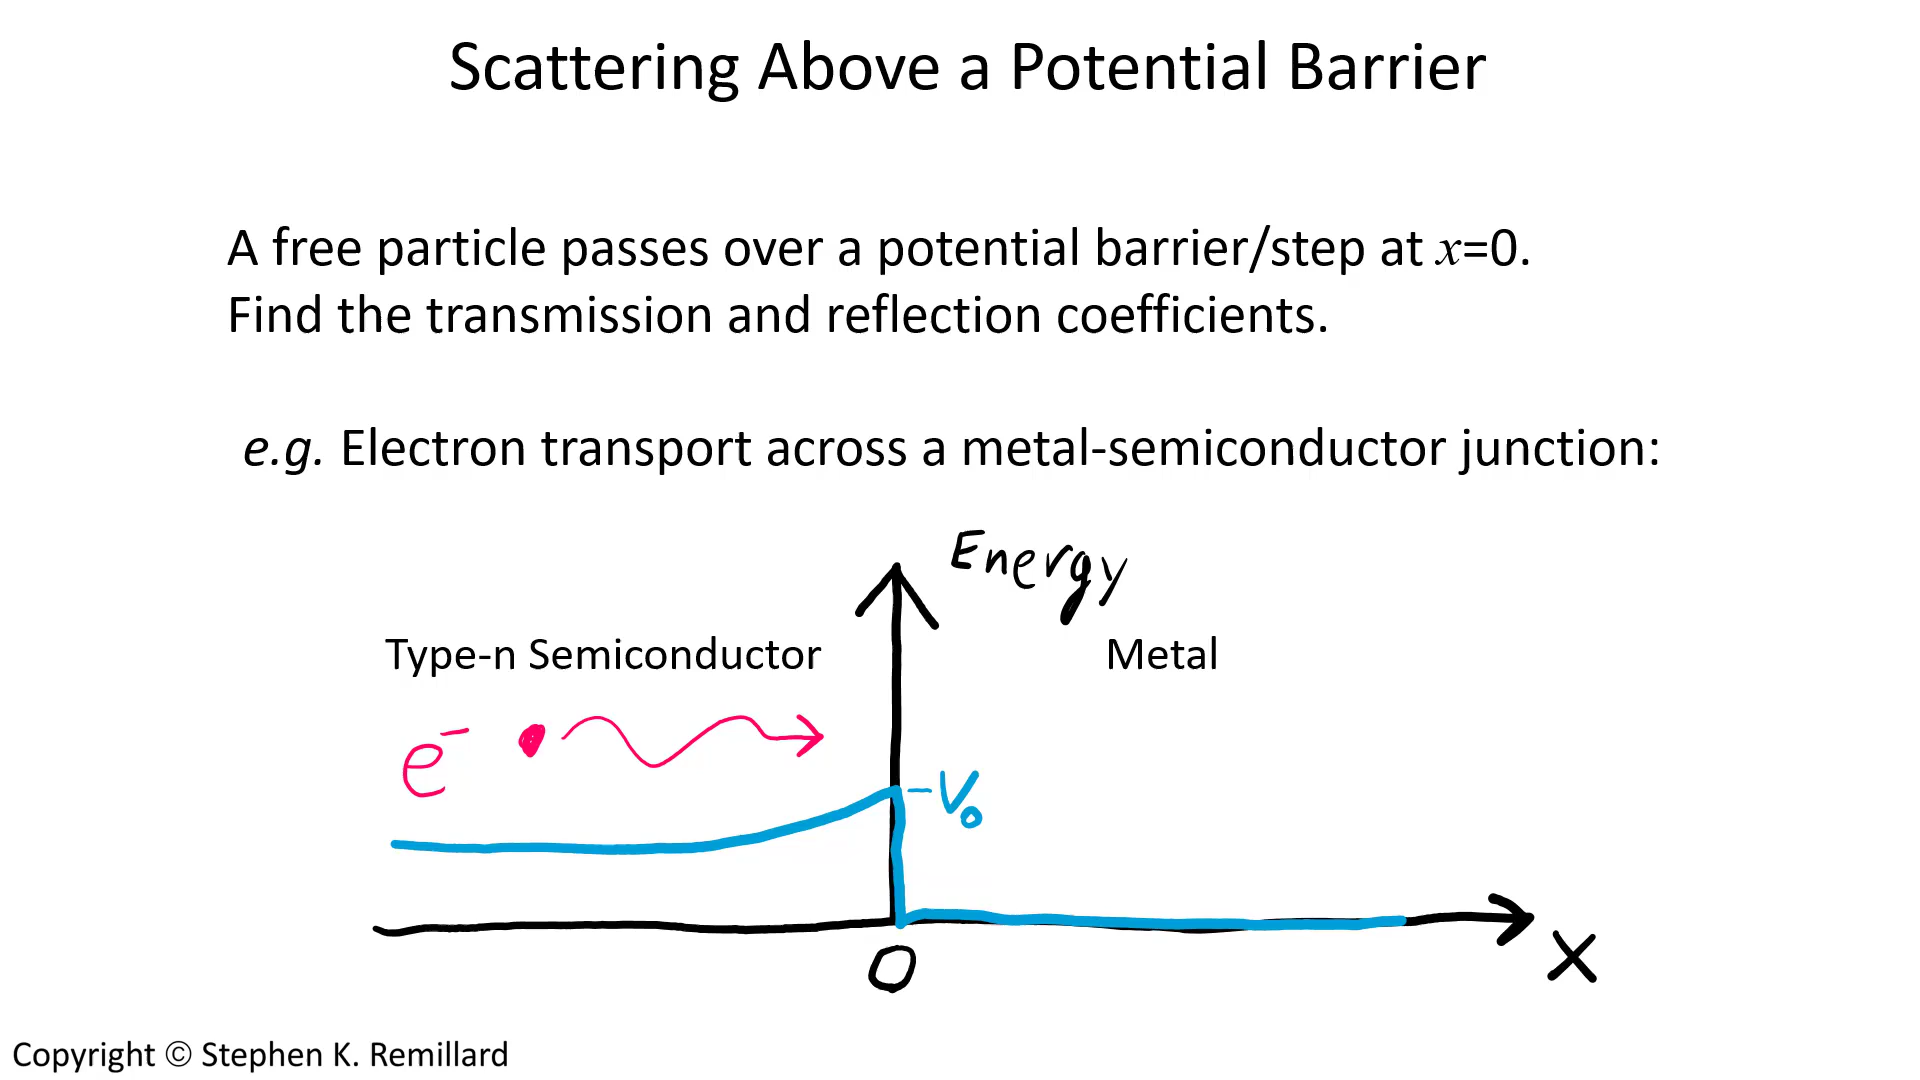 Scattering Above a Potential Barrier
A free particle passes over a potential barrier/step at x=0.
Find the transmission and reflection coefficients.
e.g. Electron transport across a metal-semiconductor junction:
Energy
Type-n Semiconductor
Metal
e⁻
V₀
0
X
Copyright © Stephen K. Remillard